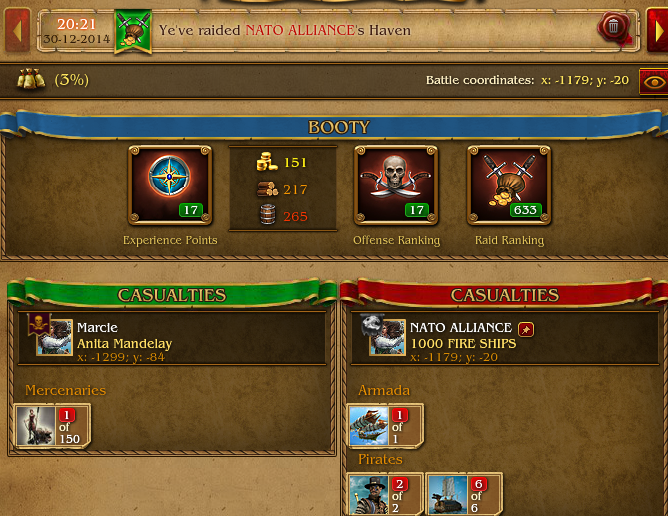 20:21
30-12-2014
Ye've raided NATO ALLIANCE's Haven
(3%)
Battle coordinates: x: -1179; y: -20
BOOTY
151
217
265
17
17
633
Experience Points
Offense Ranking
Raid Ranking
CASUALTIES
Marcle
Anita Mandelay
x: -1299; y: -84
Mercenaries
1
of
150
CASUALTIES
NATO ALLIANCE
1000 FIRE SHIPS
x: -1179; y: -20
Armada
1
of
1
Pirates
2
of
2
6
of
6